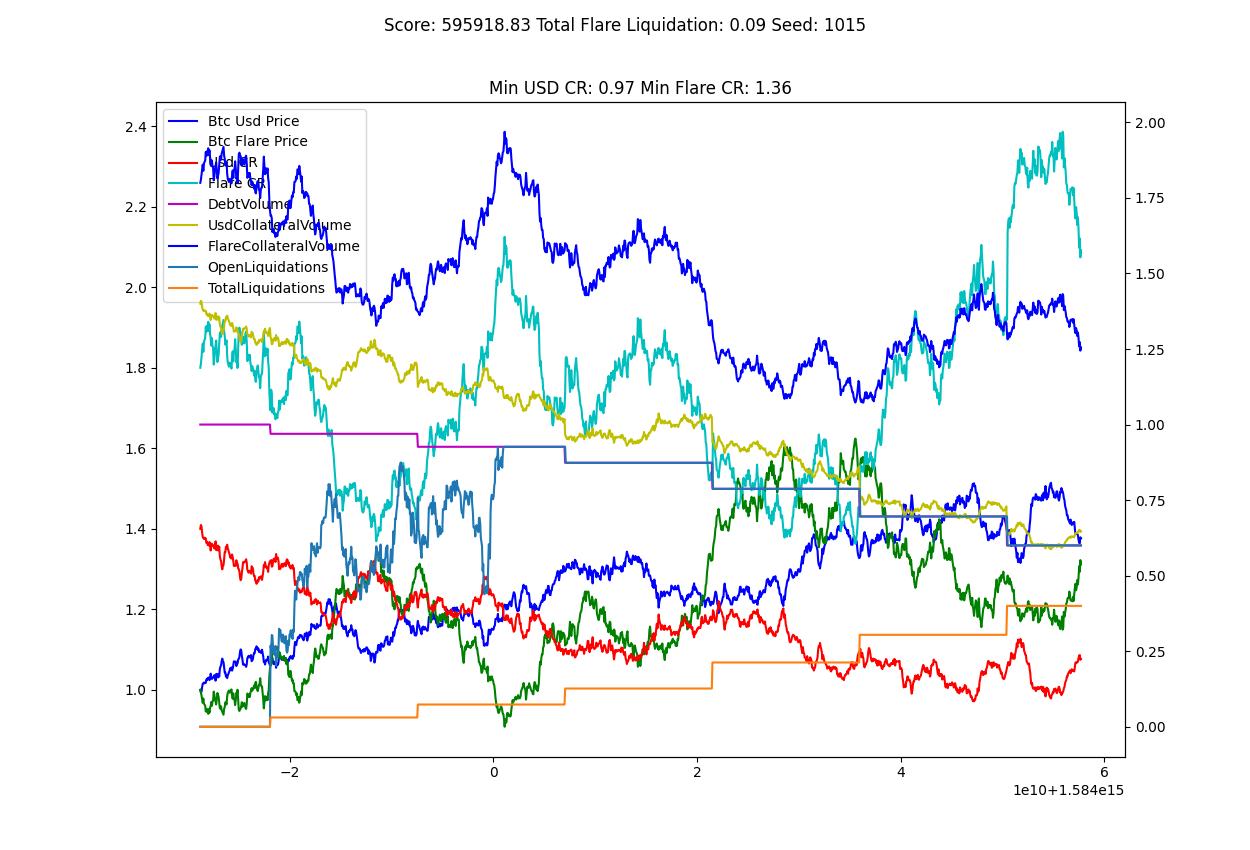 Score: 595918.83 Total Flare Liquidation: 0.09 Seed: 1015
Min USD CR: 0.97 Min Flare CR: 1.36
Btc Usd Price
Btc Flare Price
Usd CR
Flare CR
DebtVolume
UsdCollateralVolume
FlareCollateralVolume
OpenLiquidations
TotalLiquidations
2.4
2.2
2.0
1.8
1.6
1.4
1.2
1.0
2.00
1.75
1.50
1.25
1.00
0.75
0.50
0.25
0.00
−2 0 2 4 6
1e10+1.584e15